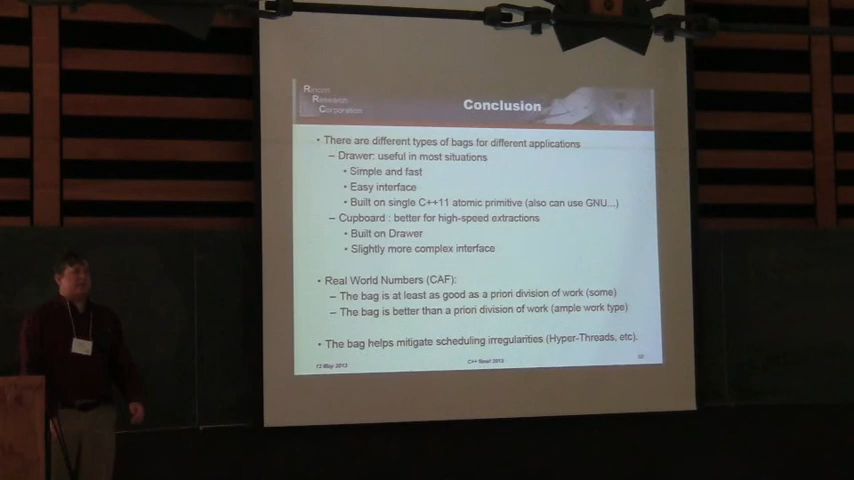 Rincon
Research
Corporation
Conclusion
• There are different types of bags for different applications
– Drawer: useful in most situations
• Simple and fast
• Easy interface
• Built on single C++11 atomic primitive (also can use GNU...)
– Cupboard : better for high-speed extractions
• Built on Drawer
• Slightly more complex interface
• Real World Numbers (CAF):
– The bag is at least as good as a priori division of work (some)
– The bag is better than a priori division of work (ample work type)
• The bag helps mitigate scheduling irregularities (Hyper-Threads, etc).
13 May 2013
C++ Now! 2013